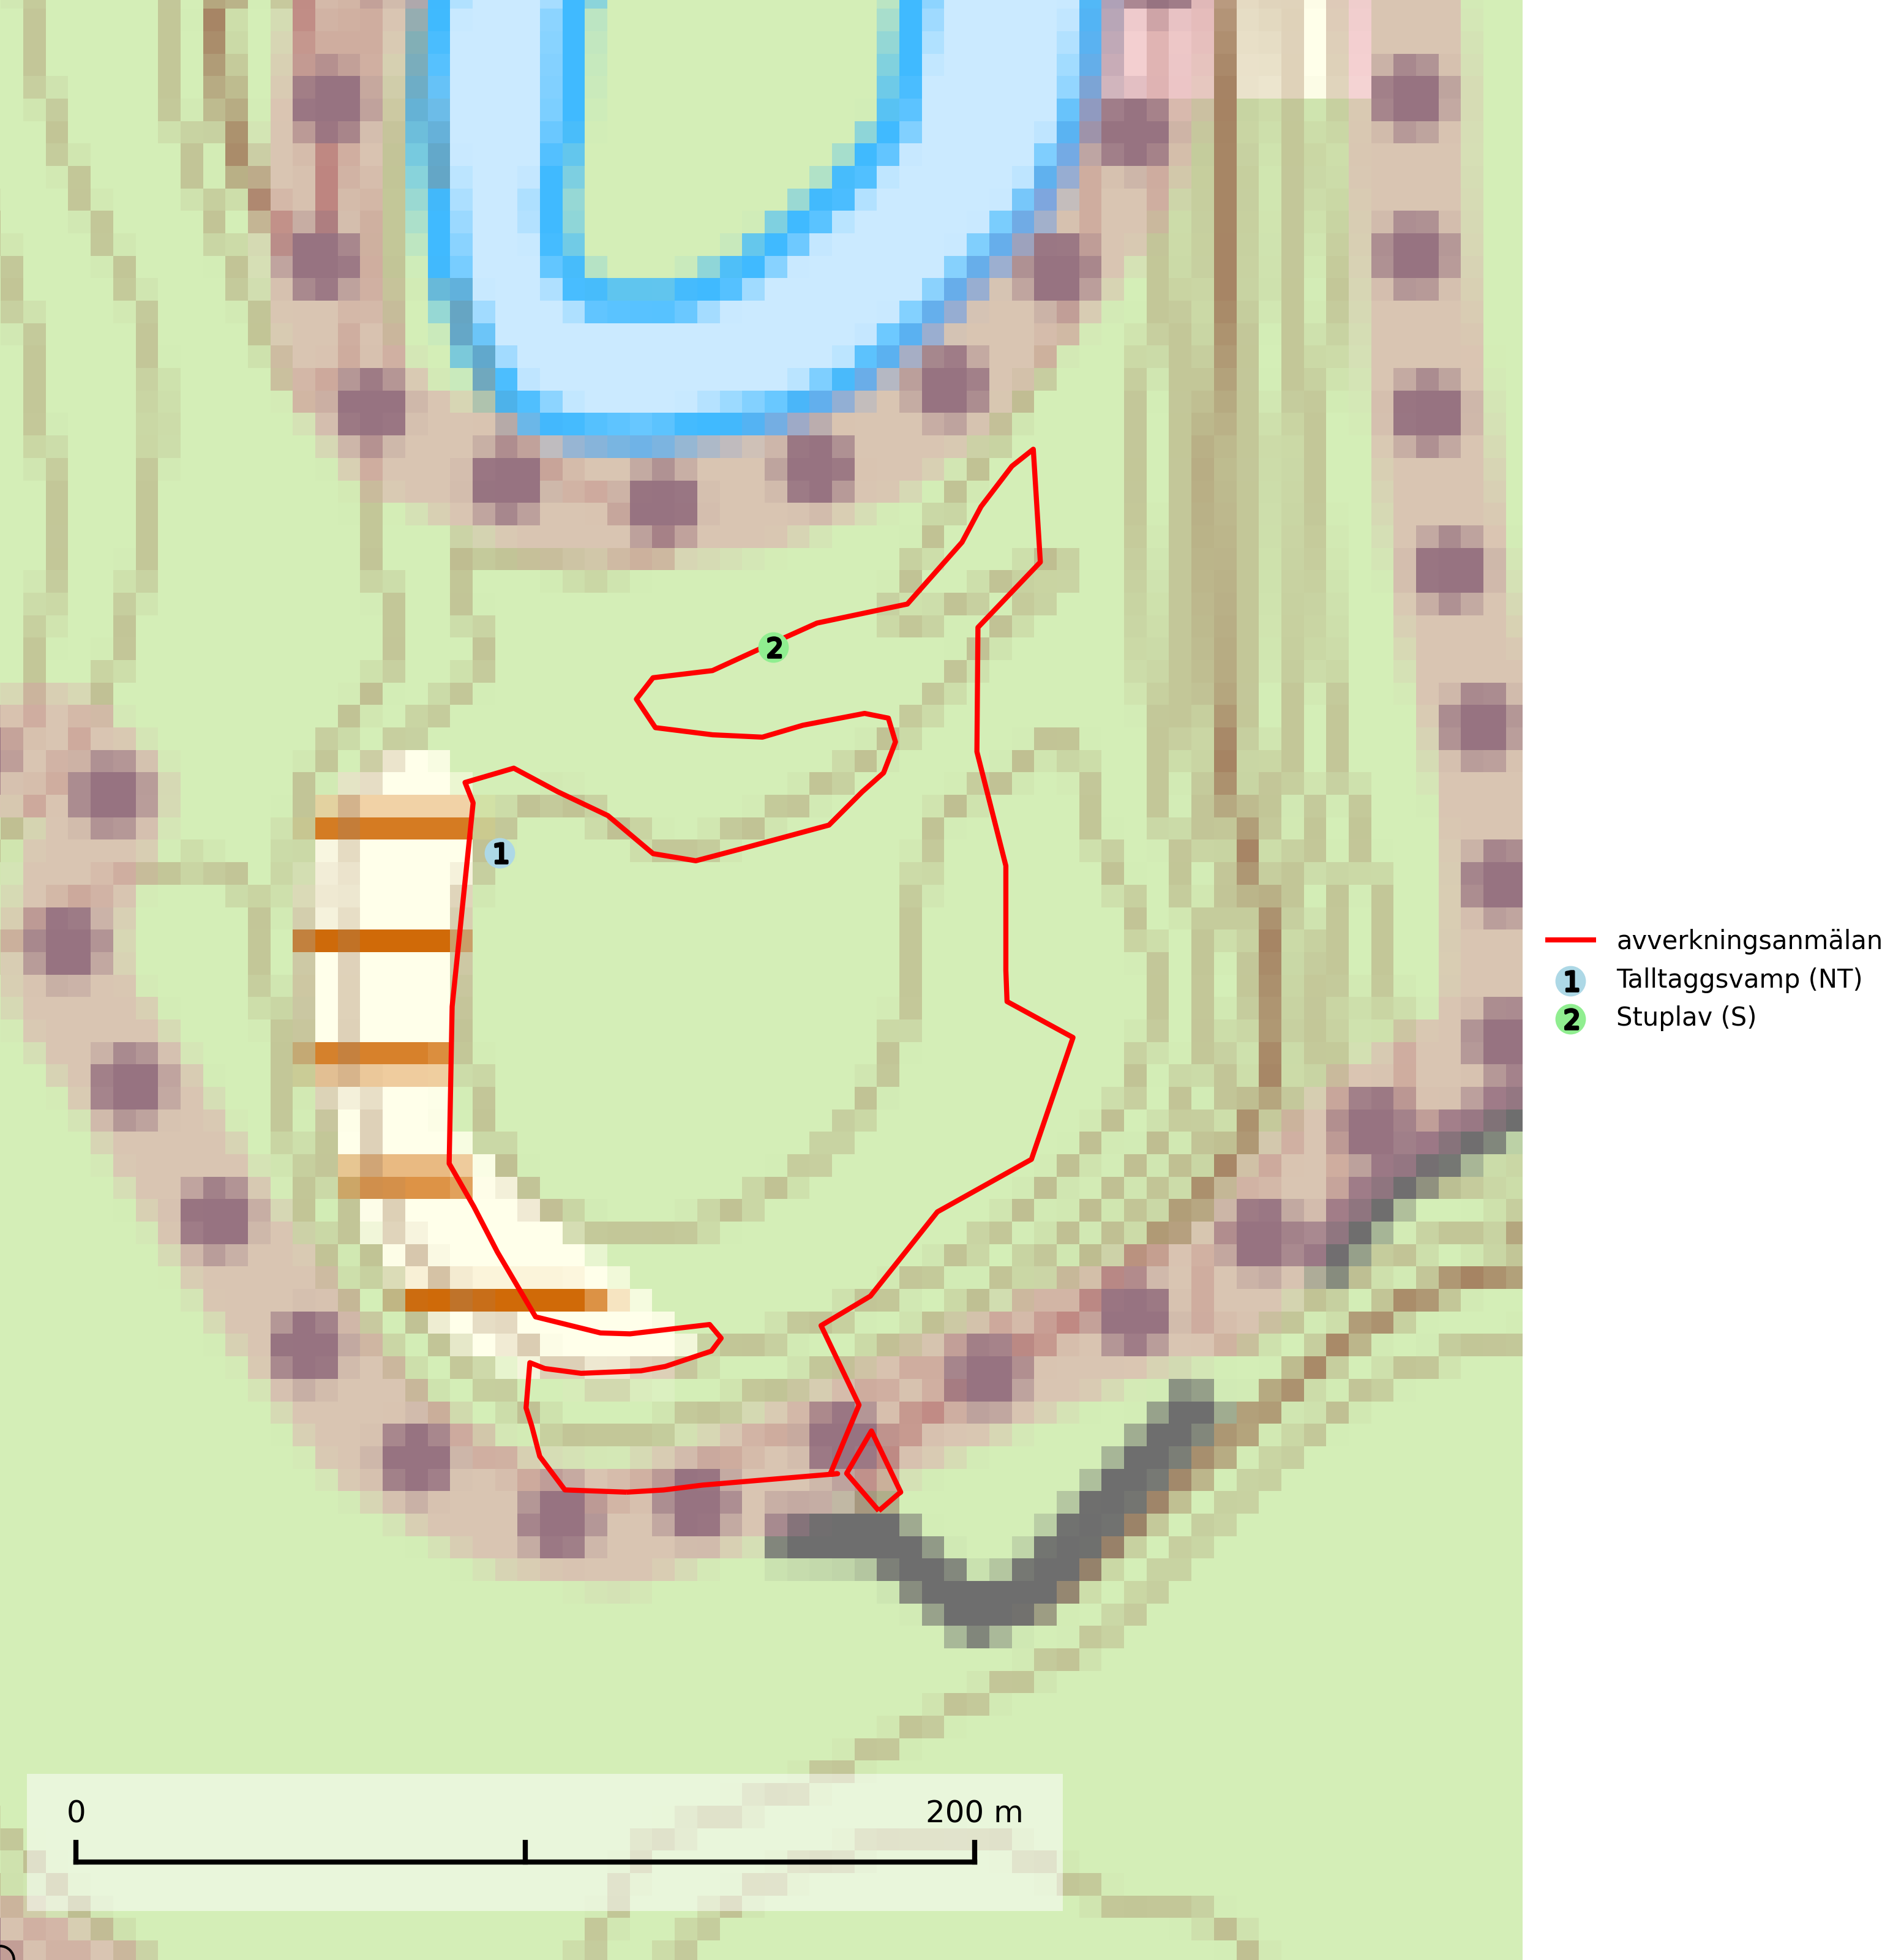 2
1
avverkningsanmälan
1 Talltaggsvamp (NT)
2 Stuplav (S)
0 200 m